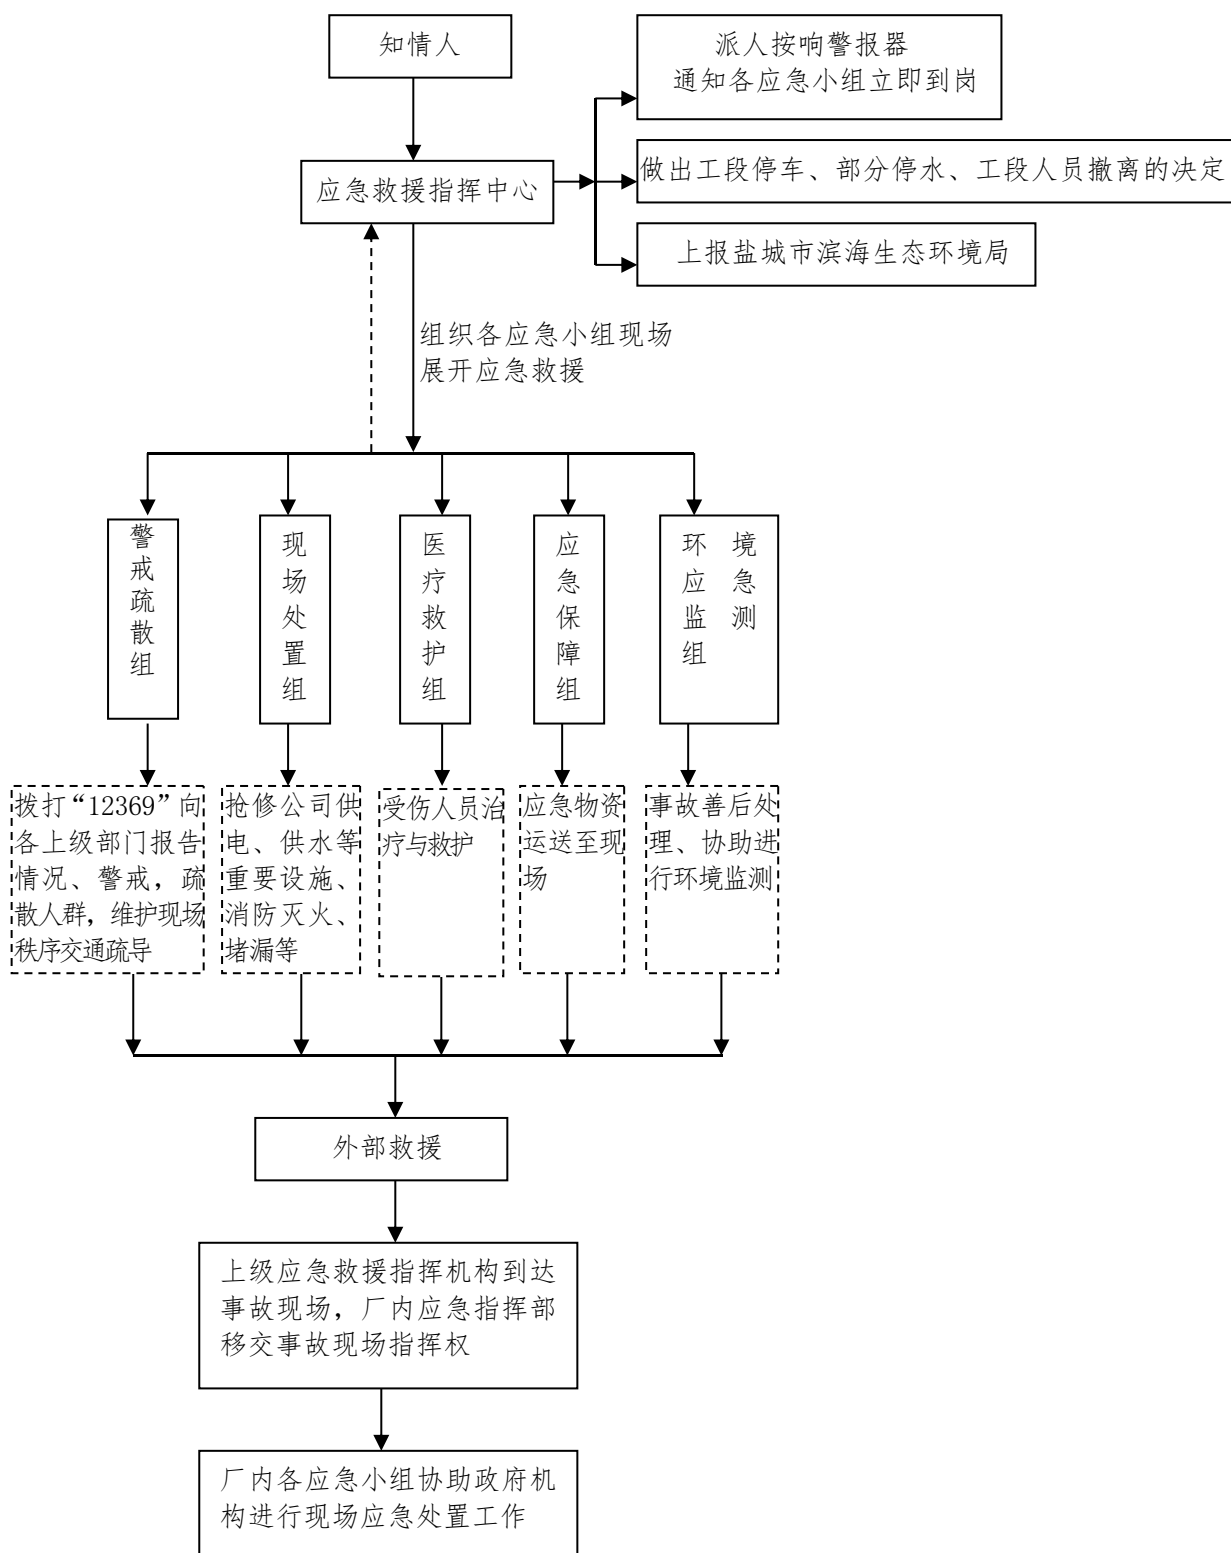 知情人
派人按响警报器
通知各应急小组立即到岗
应急救援指挥中心
做出工段停车、部分停水、工段人员撤离的决定
上报盐城市滨海生态环境局
组织各应急小组现场
展开应急救援
警戒疏散组
现场处置组
医疗救护组
应急保障组
环境
应急
监测
组
拨打“12369”向
各上级部门报告
情况、警戒，疏
散人群，维护现场
秩序交通疏导
抢修公司供
电、供水等
重要设施、
消防灭火、
堵漏等
受伤人员治
疗与救护
应急物资
运送至现
场
事故善后处
理、协助进
行环境监测
外部救援
上级应急救援指挥机构到达
事故现场，厂内应急指挥部
移交事故现场指挥权
厂内各应急小组协助政府机
构进行现场应急处置工作